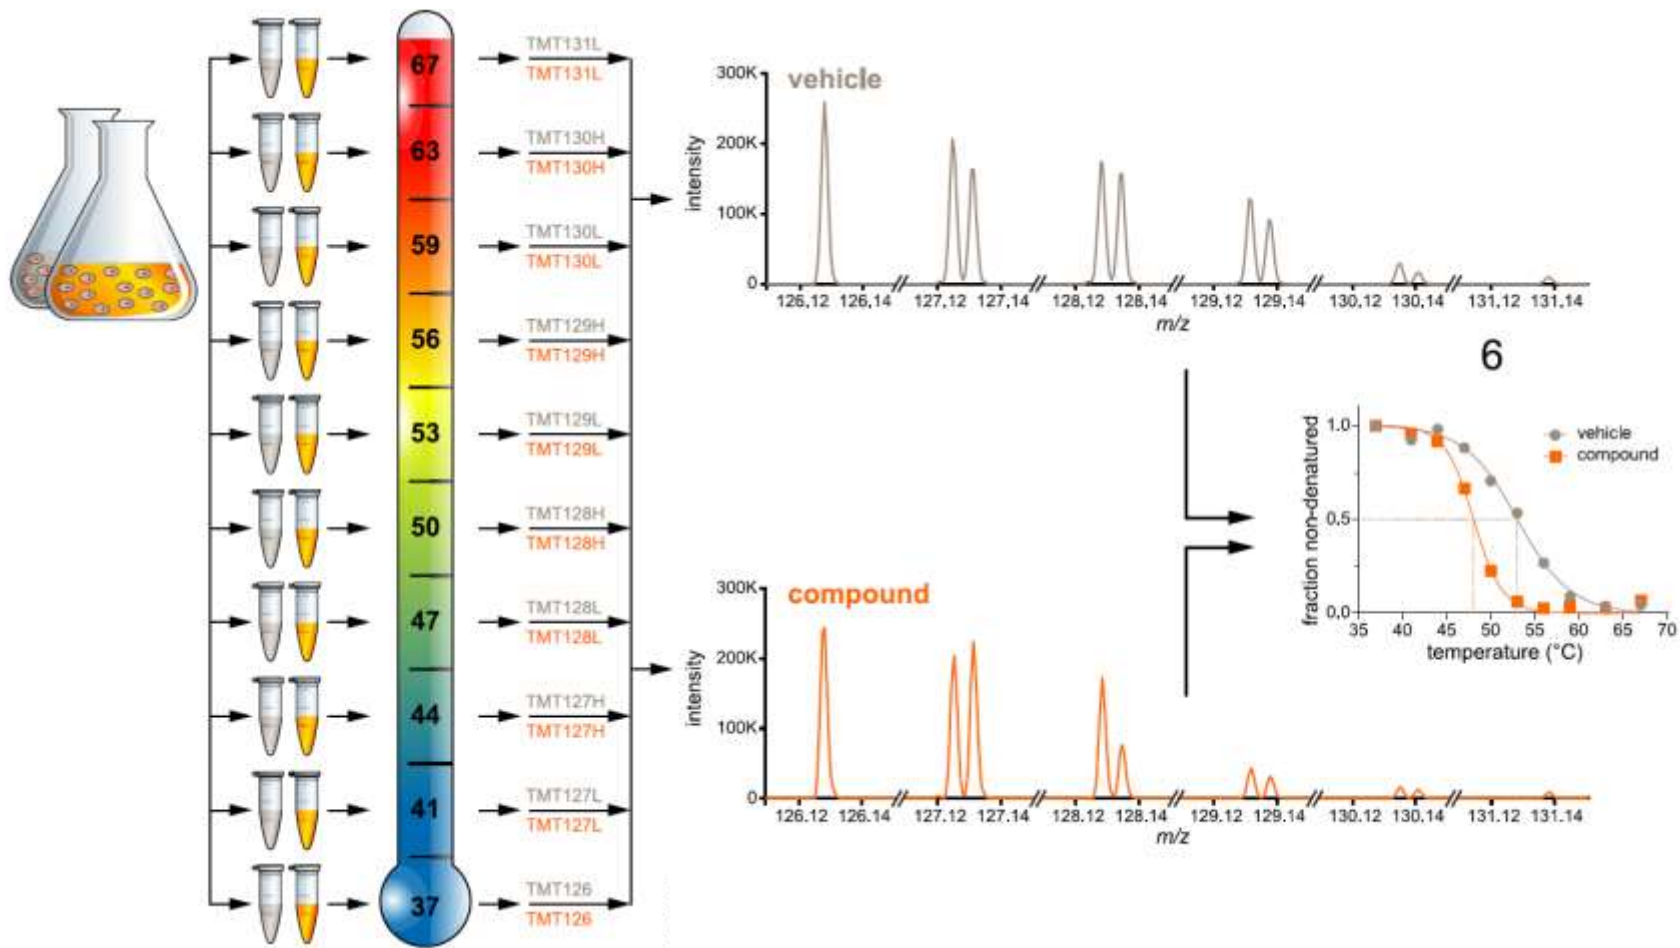 67
63
59
56
53
50
47
44
41
37
TMT131L
TMT131L
TMT130H
TMT130H
TMT130L
TMT130L
TMT129H
TMT129H
TMT129L
TMT129L
TMT128H
TMT128H
TMT128L
TMT128L
TMT127H
TMT127H
TMT127L
TMT127L
TMT126
TMT126
vehicle
300K
200K
100K
0
intensity
126.12 126.14 127.12 127.14 128.12 128.14 129.12 129.14 130.12 130.14 131.12 131.14
m/z
compound
300K
200K
100K
0
intensity
126.12 126.14 127.12 127.14 128.12 128.14 129.12 129.14 130.12 130.14 131.12 131.14
m/z
6
fraction non-denatured
1.0
0.5
0.0
vehicle
compound
35 40 45 50 55 60 65 70
temperature (°C)